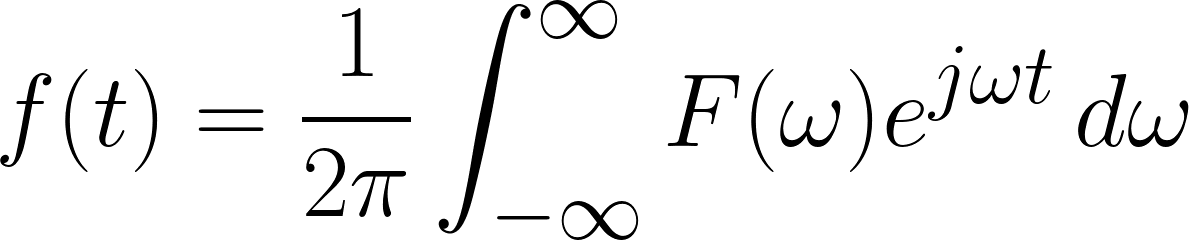 f(t) = \frac{1}{2\pi} \int_{-\infty}^{\infty} F(\omega)e^{j\omega t} \, d\omega